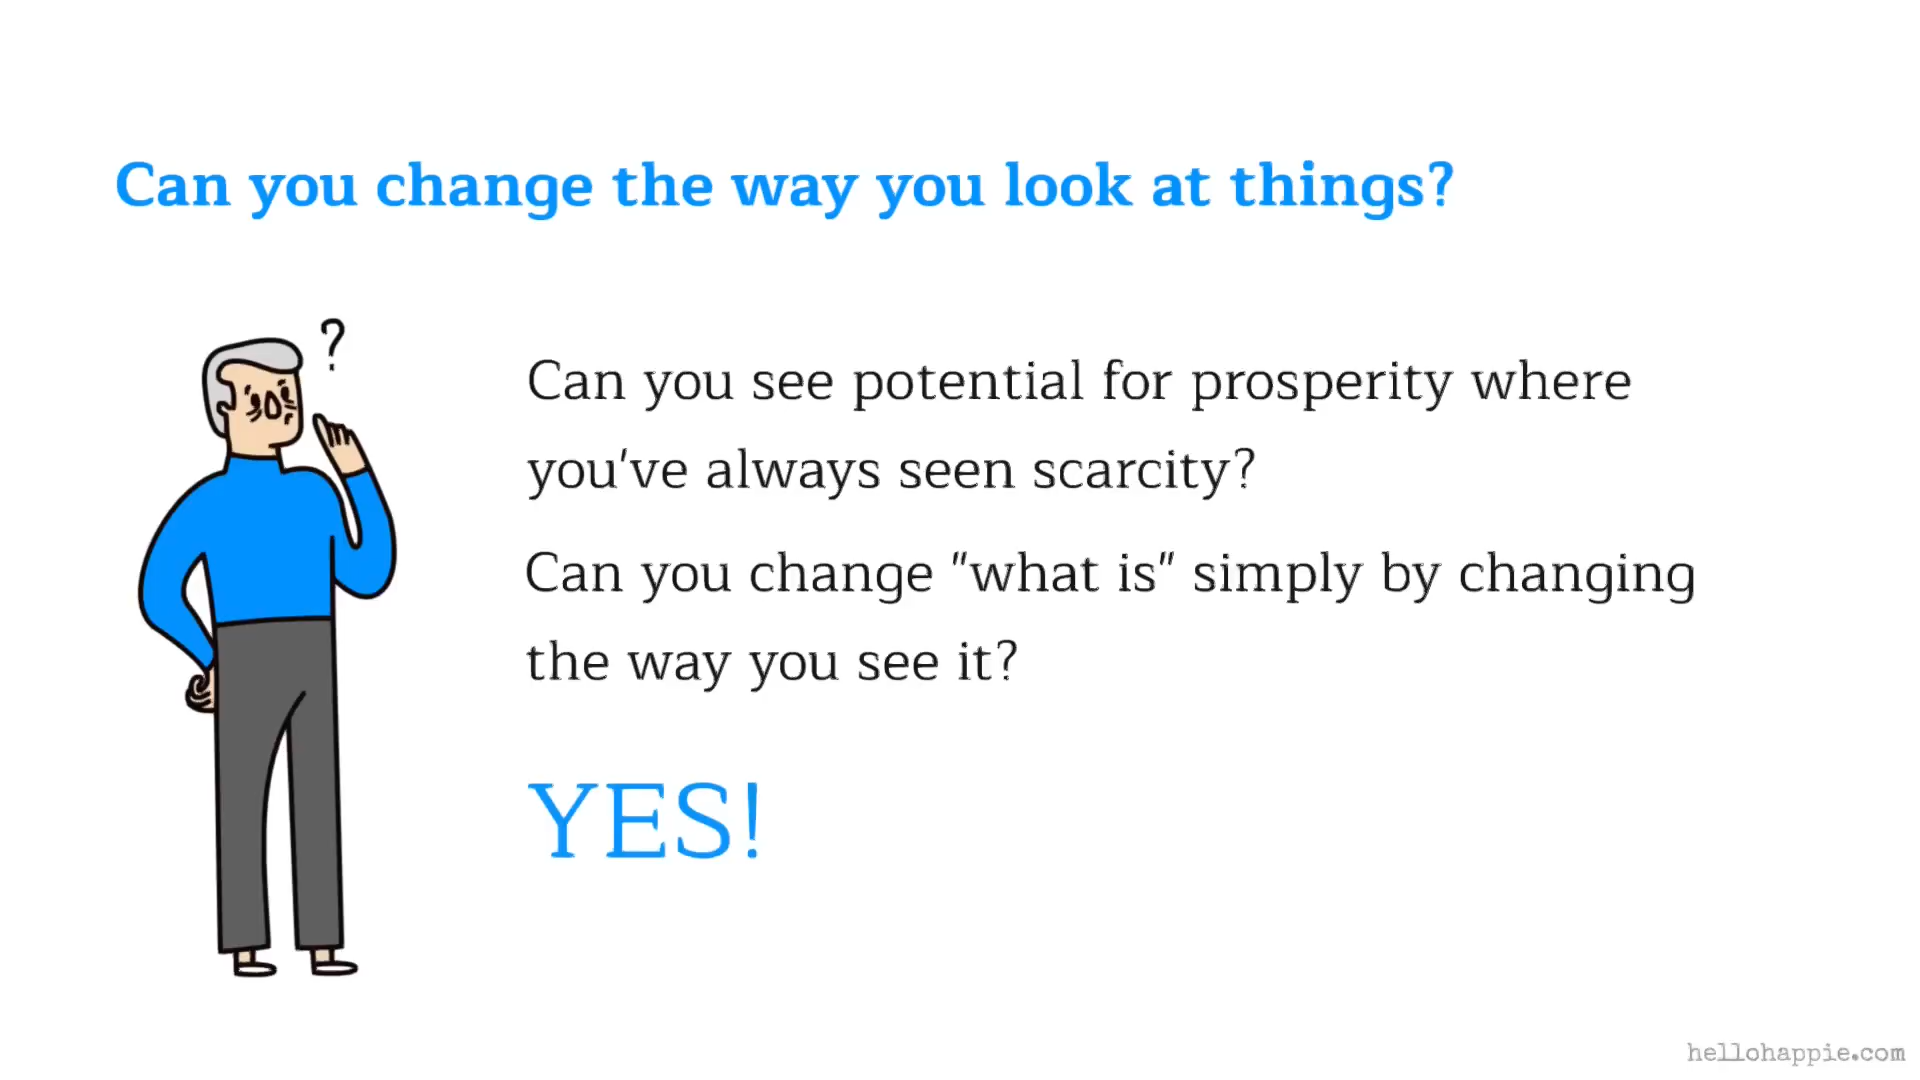 Can you change the way you look at things?
?
Can you see potential for prosperity where
you've always seen scarcity?
Can you change "what is" simply by changing
the way you see it?
YES!
hellohappie.com